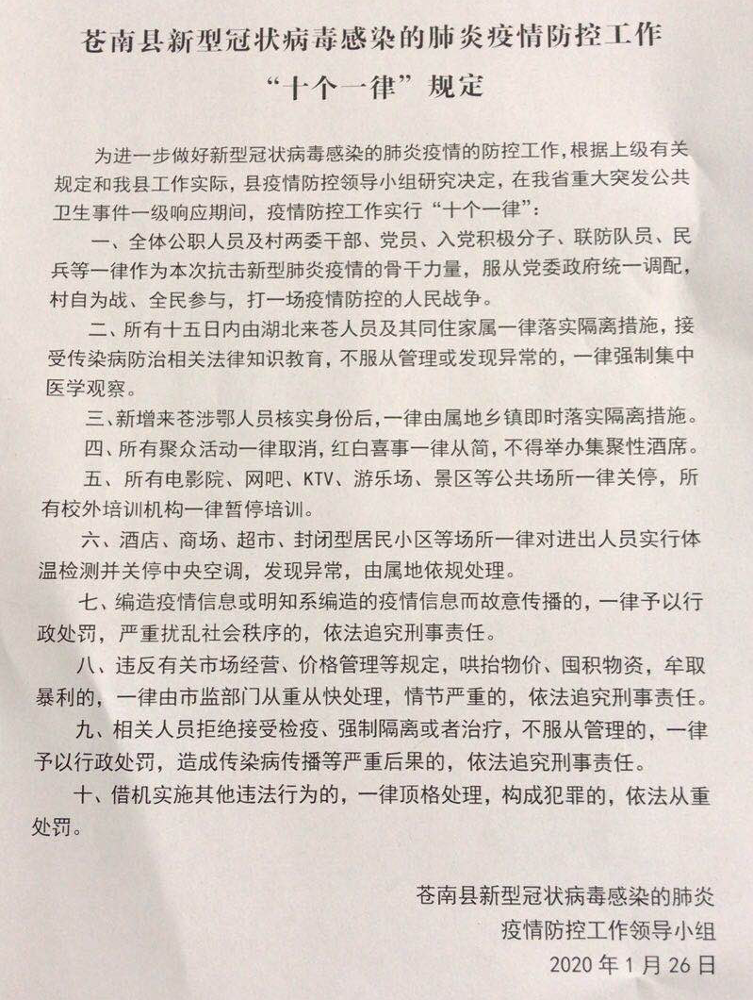 苍南县新型冠状病毒感染的肺炎疫情防控工作
“十个一律”规定
为进一步做好新型冠状病毒感染的肺炎疫情的防控工作,根据上级有关
规定和我县工作实际，县疫情防控领导小组研究决定，在我省重大突发公共
卫生事件一级响应期间，疫情防控工作实行“十个一律”：
一、全体公职人员及村两委干部、党员、入党积极分子、联防队员、民
兵等一律作为本次抗击新型肺炎疫情的骨干力量，服从党委政府统一调配，
村自为战、全民参与，打一场疫情防控的人民战争。
二、所有十五日内由湖北来苍人员及其同住家属一律落实隔离措施，接
受传染病防治相关法律知识教育，不服从管理或发现异常的，一律强制集中
医学观察。
三、新增来苍涉鄂人员核实身份后,一律由属地乡镇即时落实隔离措施。
四、所有聚众活动一律取消，红白喜事一律从简，不得举办集聚性酒席。
五、所有电影院、网吧、KTV、游乐场、景区等公共场所一律关停，所
有校外培训机构一律暂停培训。
六、酒店、商场、超市、封闭型居民小区等场所一律对进出人员实行体
温检测并关停中央空调，发现异常，由属地依规处理。
七、编造疫情信息或明知系编造的疫情信息而故意传播的，一律予以行
政处罚，严重扰乱社会秩序的，依法追究刑事责任。
八、违反有关市场经营、价格管理等规定，哄抬物价、囤积物资，牟取
暴利的，一律由市监部门从重从快处理，情节严重的，依法追究刑事责任。
九、相关人员拒绝接受检疫、强制隔离或者治疗，不服从管理的，一律
予以行政处罚，造成传染病传播等严重后果的，依法追究刑事责任。
十、借机实施其他违法行为的，一律顶格处理，构成犯罪的，依法从重
处罚。
苍南县新型冠状病毒感染的肺炎
疫情防控工作领导小组
2020年1月26日